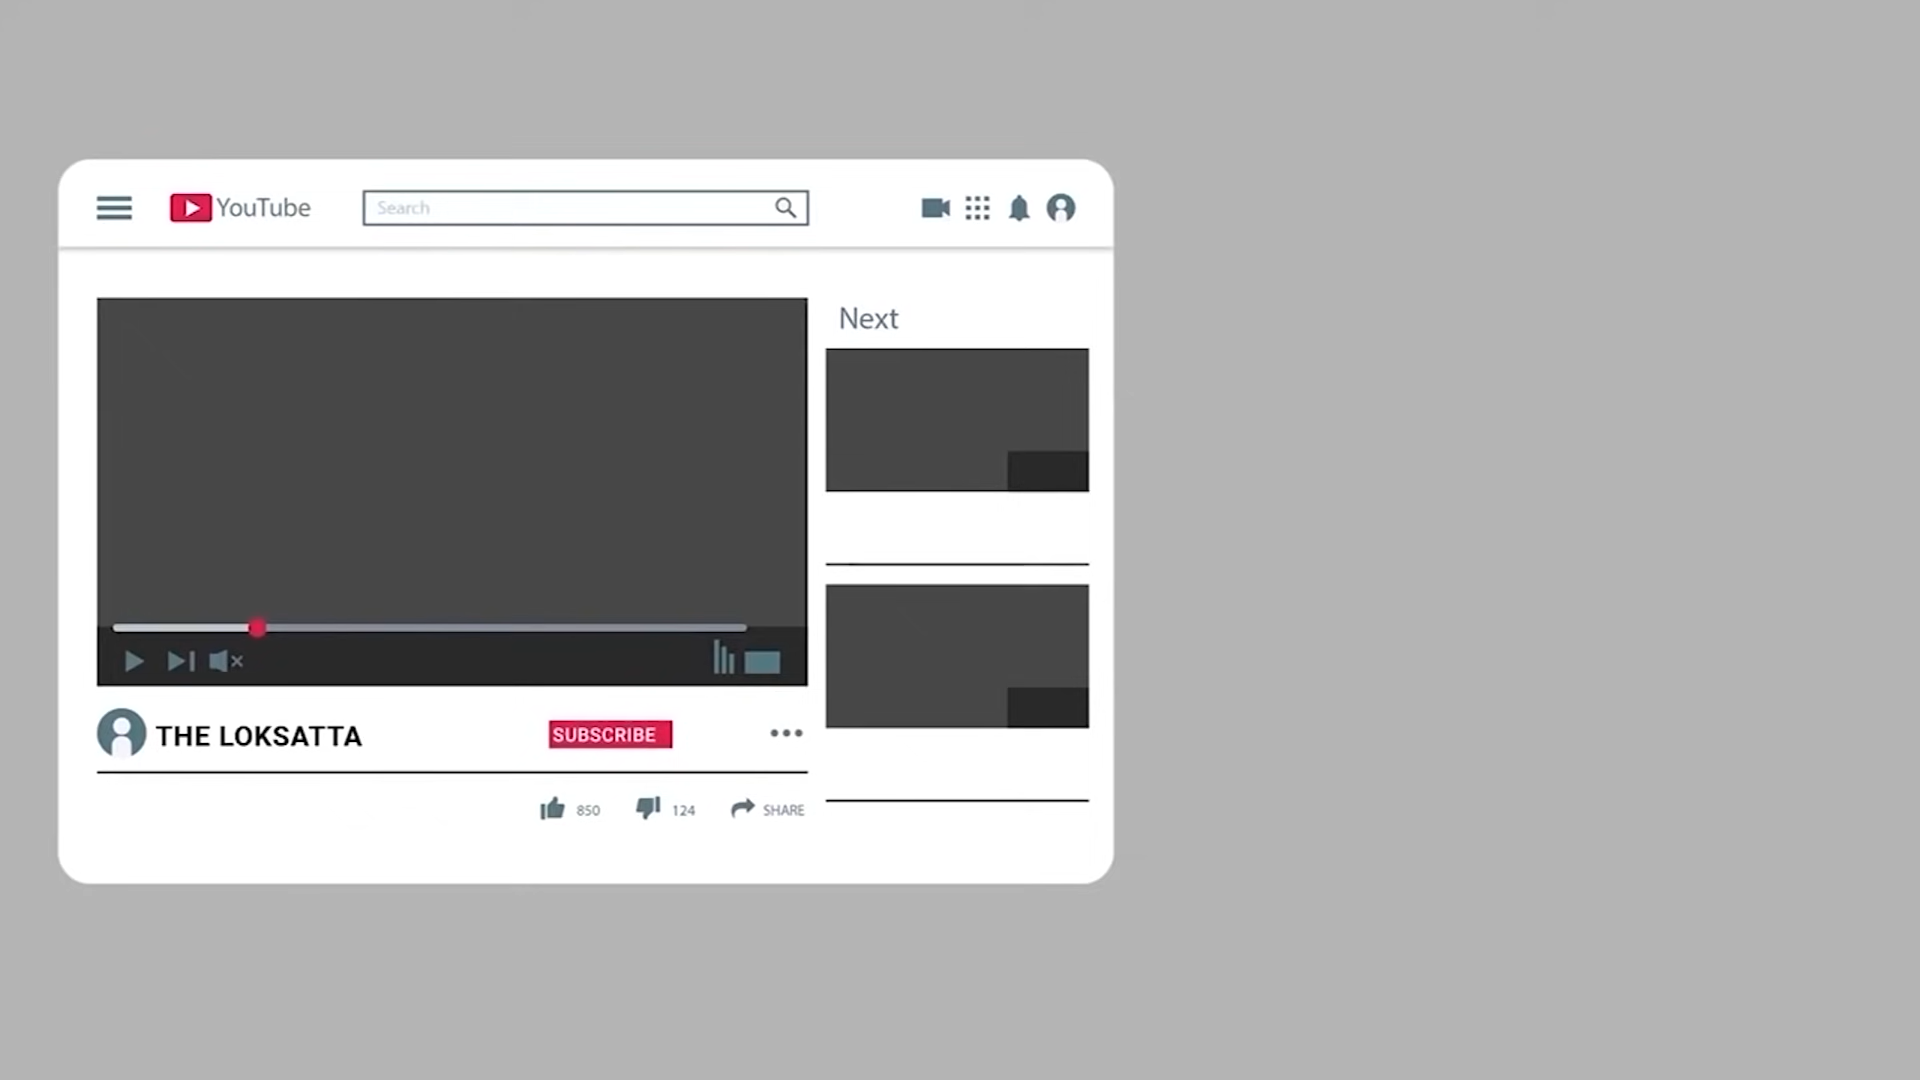 YouTube
Search
Next
THE LOKSATTA
SUBSCRIBE
850
124
SHARE